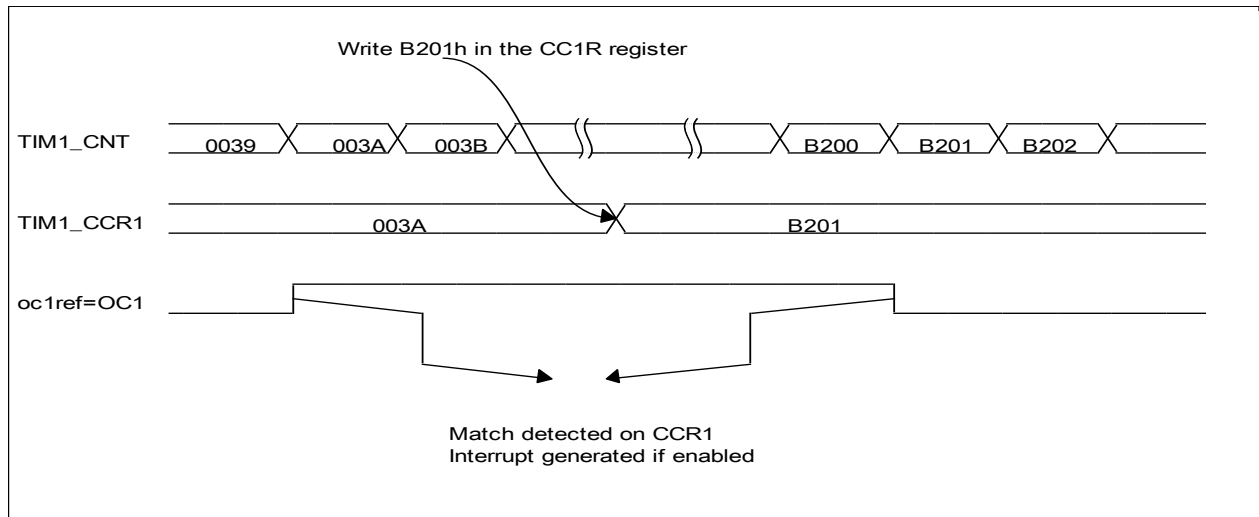 Write B201h in the CC1R register
TIM1_CNT 0039 003A 003B B200 B201 B202
TIM1_CCR1 003A B201
oc1ref=OC1
Match detected on CCR1
Interrupt generated if enabled